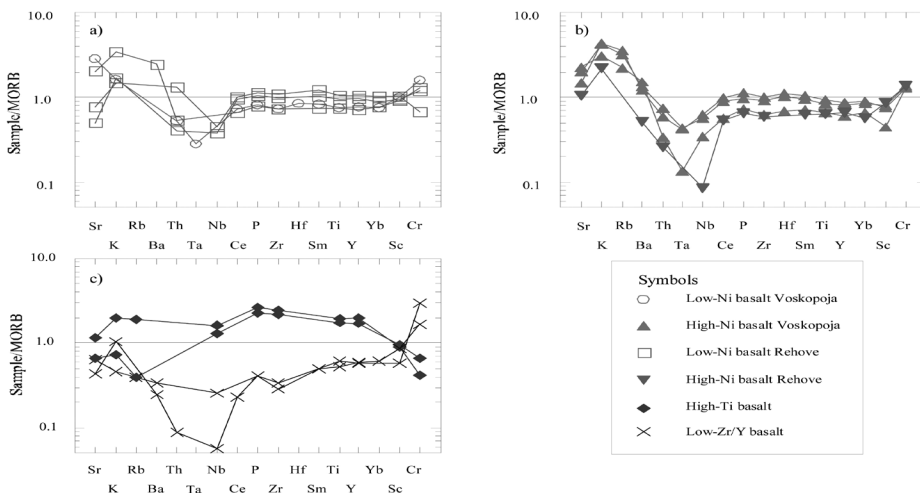 10.0
a)
1.0
0.1
Sample/MORB
Sr Rb Th Nb P Hf Ti Yb Cr
K Ba Ta Ce Zr Sm Y Sc
10.0
b)
1.0
0.1
Sample/MORB
Sr Rb Th Nb P Hf Ti Yb Cr
K Ba Ta Ce Zr Sm Y Sc
10.0
c)
1.0
0.1
Sample/MORB
Sr Rb Th Nb P Hf Ti Yb Cr
K Ba Ta Ce Zr Sm Y Sc
Symbols
Low-Ni basalt Voskopoja
High-Ni basalt Voskopoja
Low-Ni basalt Rehove
High-Ni basalt Rehove
High-Ti basalt
Low-Zr/Y basalt